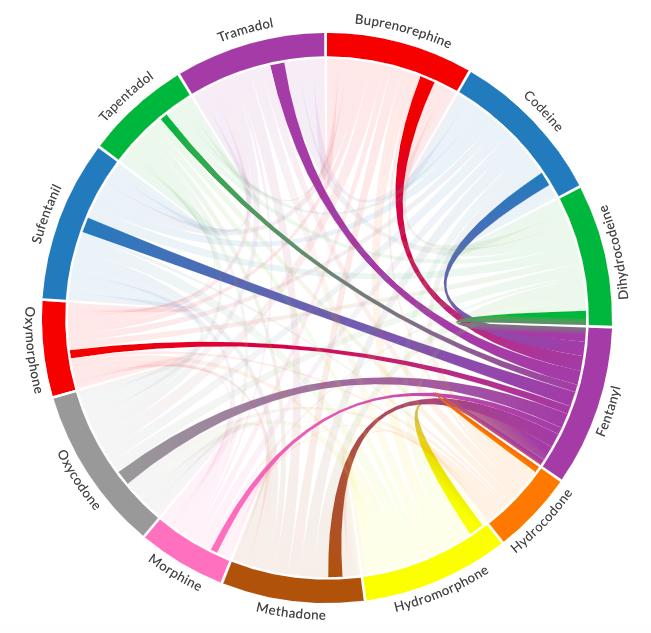 Buprenorephine
Codeine
Dihydrocodeine
Fentanyl
Hydrocodone
Hydromorphone
Methadone
Morphine
Oxycodone
Oxymorphone
Sufentanil
Tapentadol
Tramadol